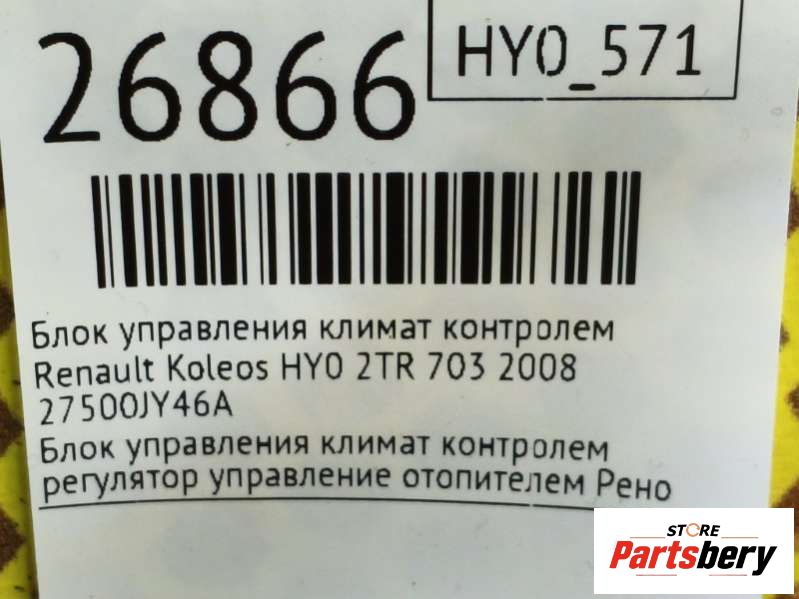 26866
HY0_571
Блок управления климат контролем
Renault Koleos HY0 2TR 703 2008
27500JY46A
Блок управления климат контролем
регулятор управление отопителем Рено
STORE
Partsbery